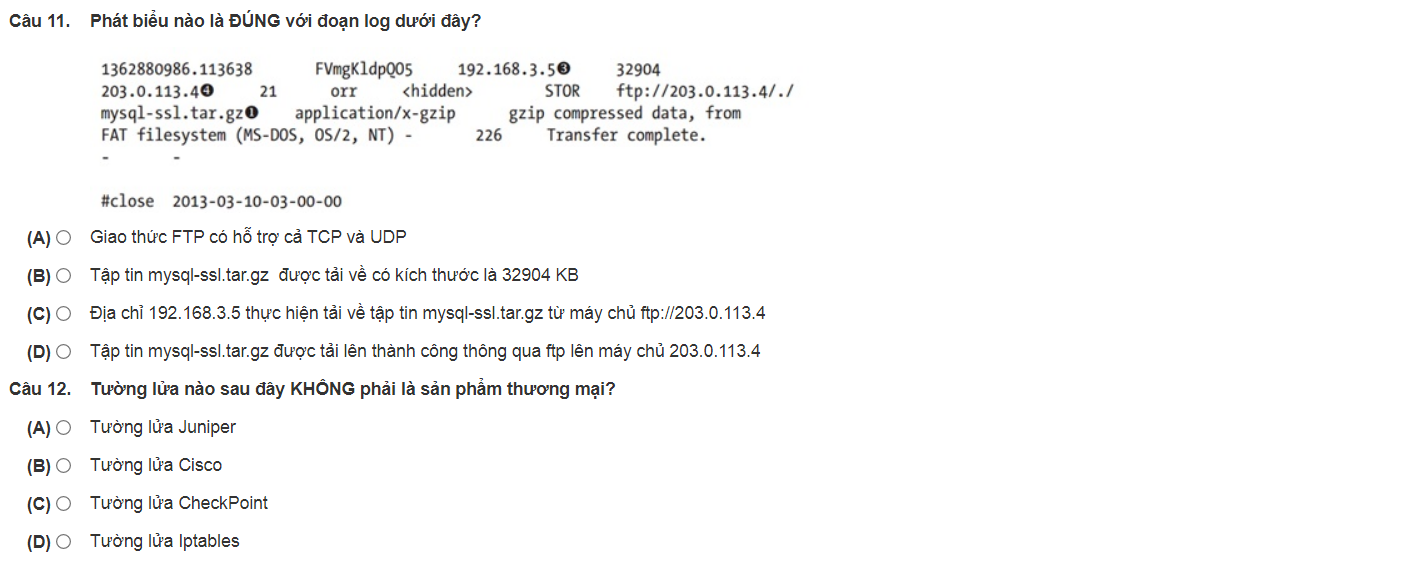 Câu 11. Phát biểu nào là ĐÚNG với đoạn log dưới đây?
1362880986.113638 FVmgKldpQO5 192.168.3.5❸ 32904
203.0.113.4❹ 21 orr <hidden> STOR ftp://203.0.113.4/./
mysql-ssl.tar.gz❶ application/x-gzip gzip compressed data, from
FAT filesystem (MS-DOS, OS/2, NT) - 226 Transfer complete.
- -
#close 2013-03-10-03-00-00
(A) Giao thức FTP có hỗ trợ cả TCP và UDP
(B) Tập tin mysql-ssl.tar.gz được tải về có kích thước là 32904 KB
(C) Địa chỉ 192.168.3.5 thực hiện tải về tập tin mysql-ssl.tar.gz từ máy chủ ftp://203.0.113.4
(D) Tập tin mysql-ssl.tar.gz được tải lên thành công thông qua ftp lên máy chủ 203.0.113.4
Câu 12. Tường lửa nào sau đây KHÔNG phải là sản phẩm thương mại?
(A) Tường lửa Juniper
(B) Tường lửa Cisco
(C) Tường lửa CheckPoint
(D) Tường lửa Iptables